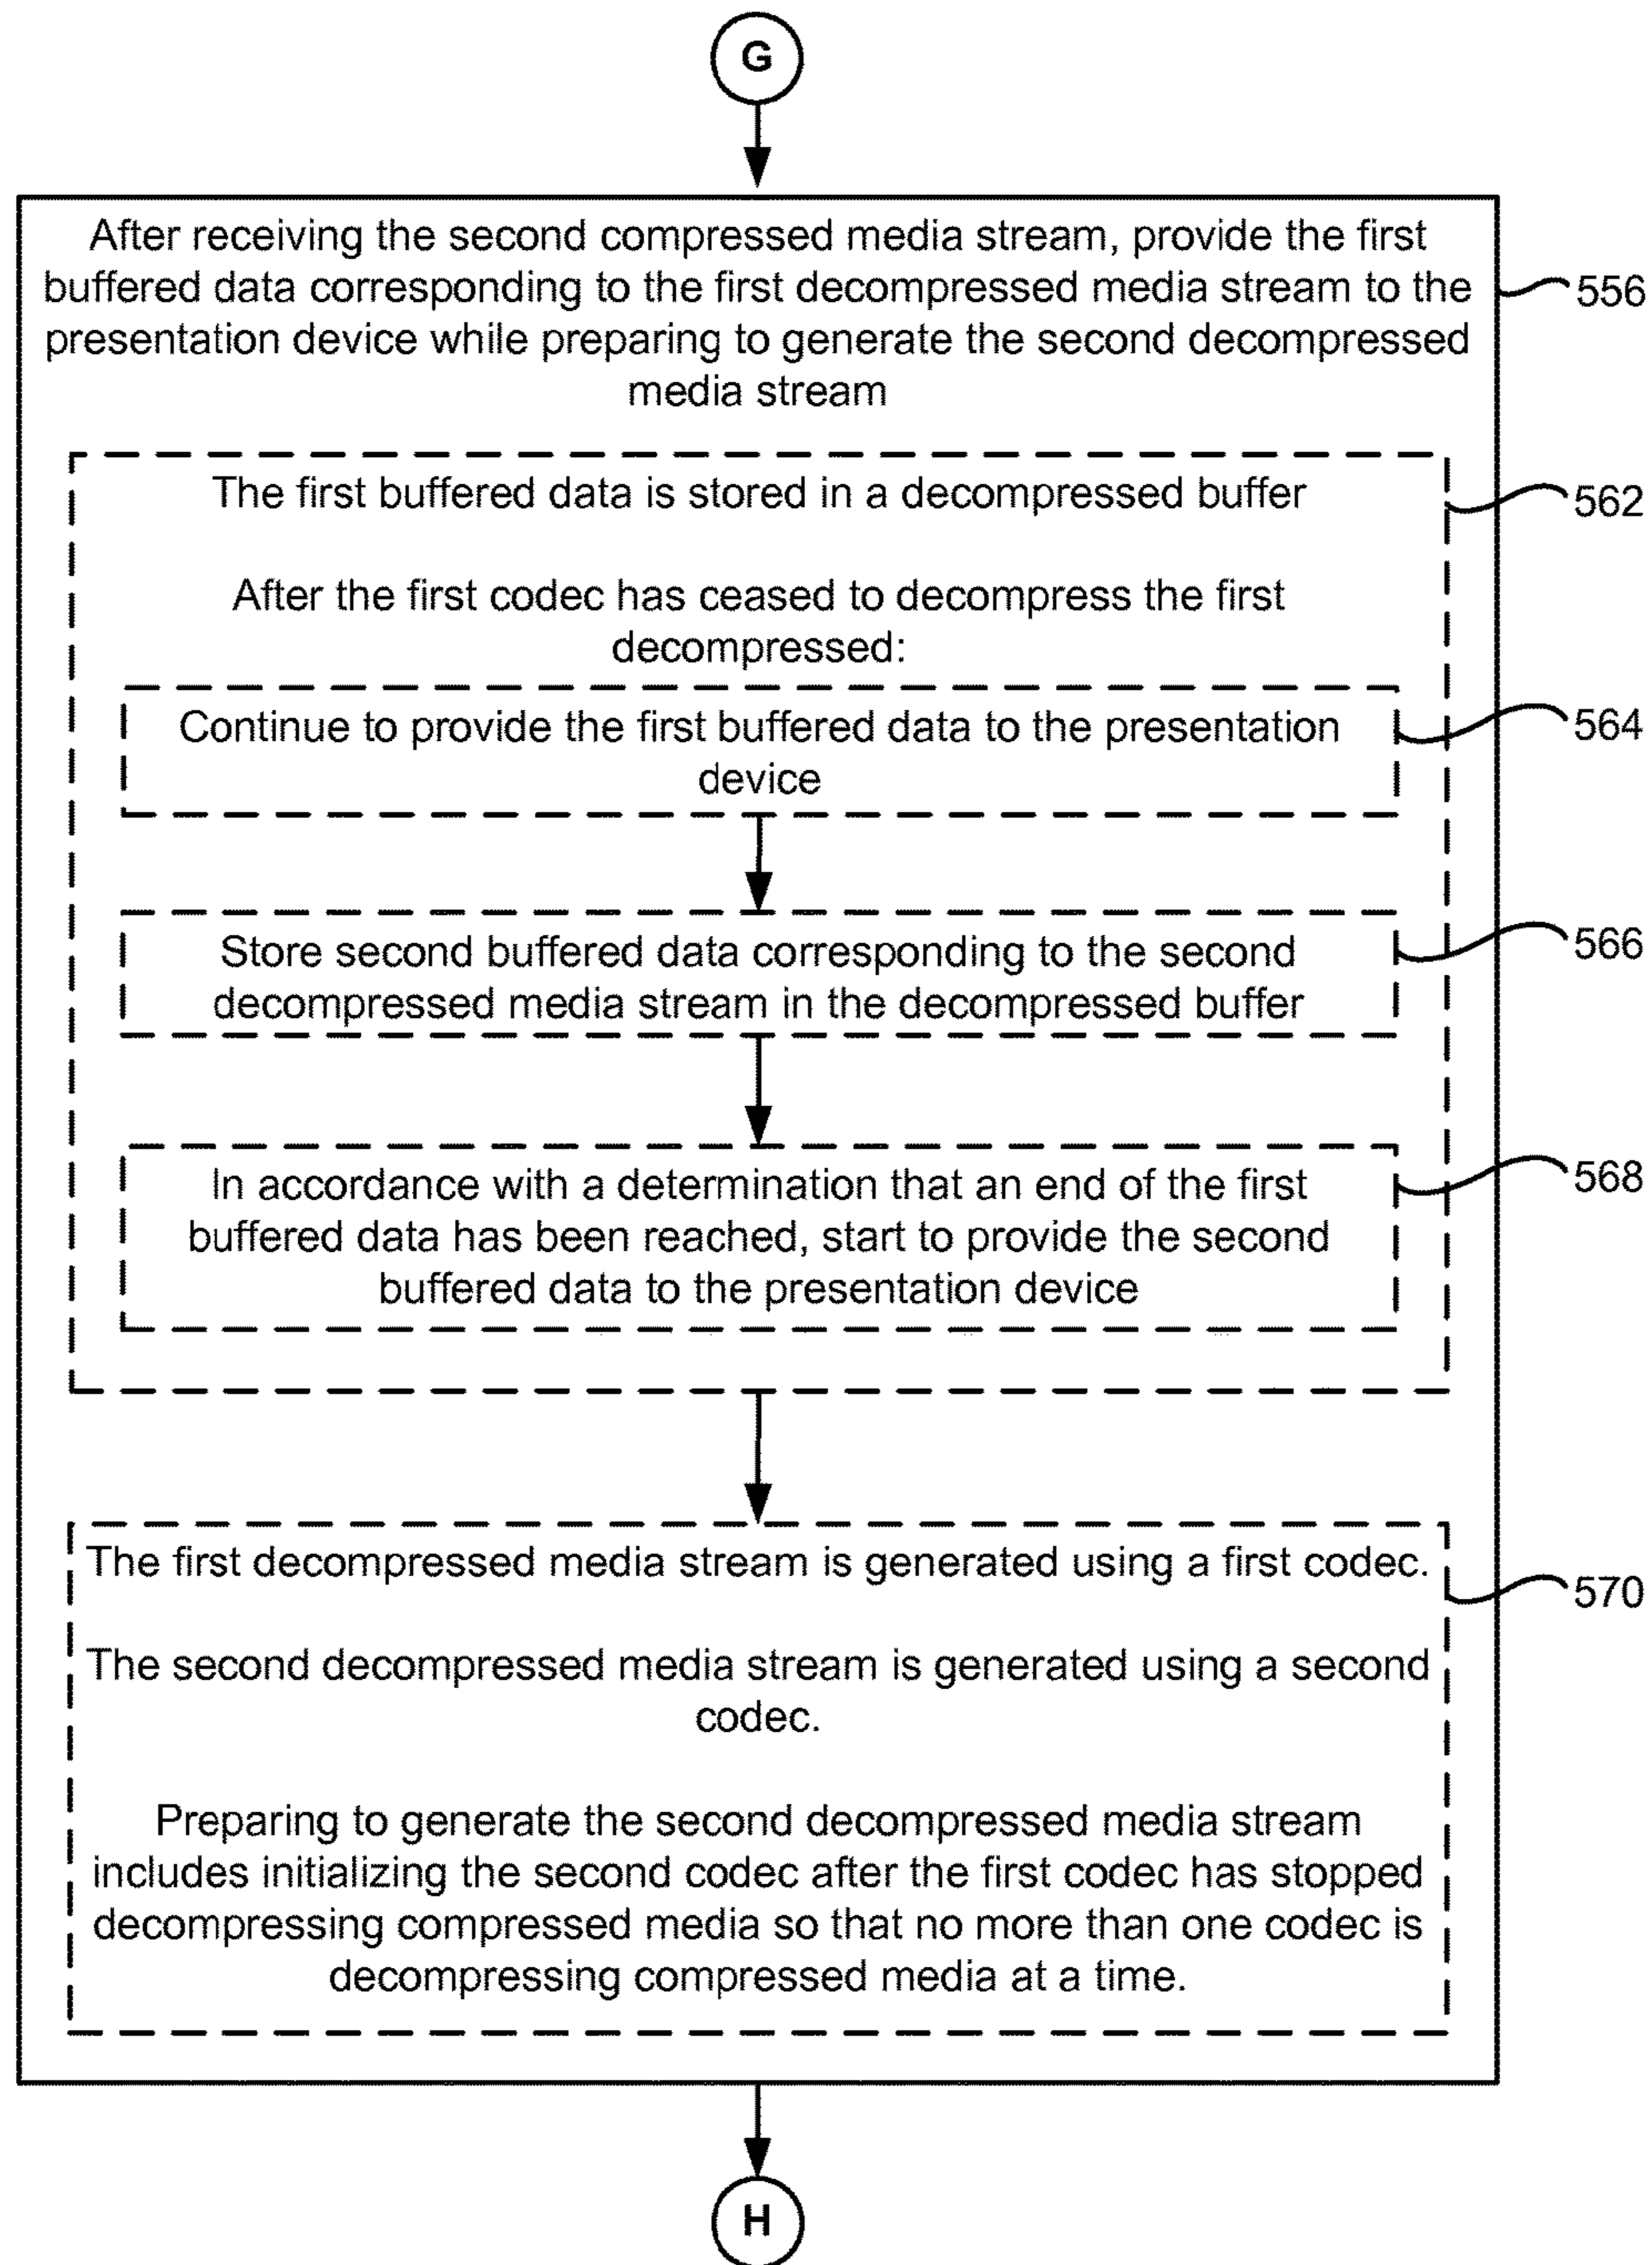 G
After receiving the second compressed media stream, provide the first
buffered data corresponding to the first decompressed media stream to the
presentation device while preparing to generate the second decompressed
media stream
556
The first buffered data is stored in a decompressed buffer
562
After the first codec has ceased to decompress the first
decompressed:
Continue to provide the first buffered data to the presentation
device
564
Store second buffered data corresponding to the second
decompressed media stream in the decompressed buffer
566
In accordance with a determination that an end of the first
buffered data has been reached, start to provide the second
buffered data to the presentation device
568
The first decompressed media stream is generated using a first codec.
570
The second decompressed media stream is generated using a second
codec.
Preparing to generate the second decompressed media stream
includes initializing the second codec after the first codec has stopped
decompressing compressed media so that no more than one codec is
decompressing compressed media at a time.
H